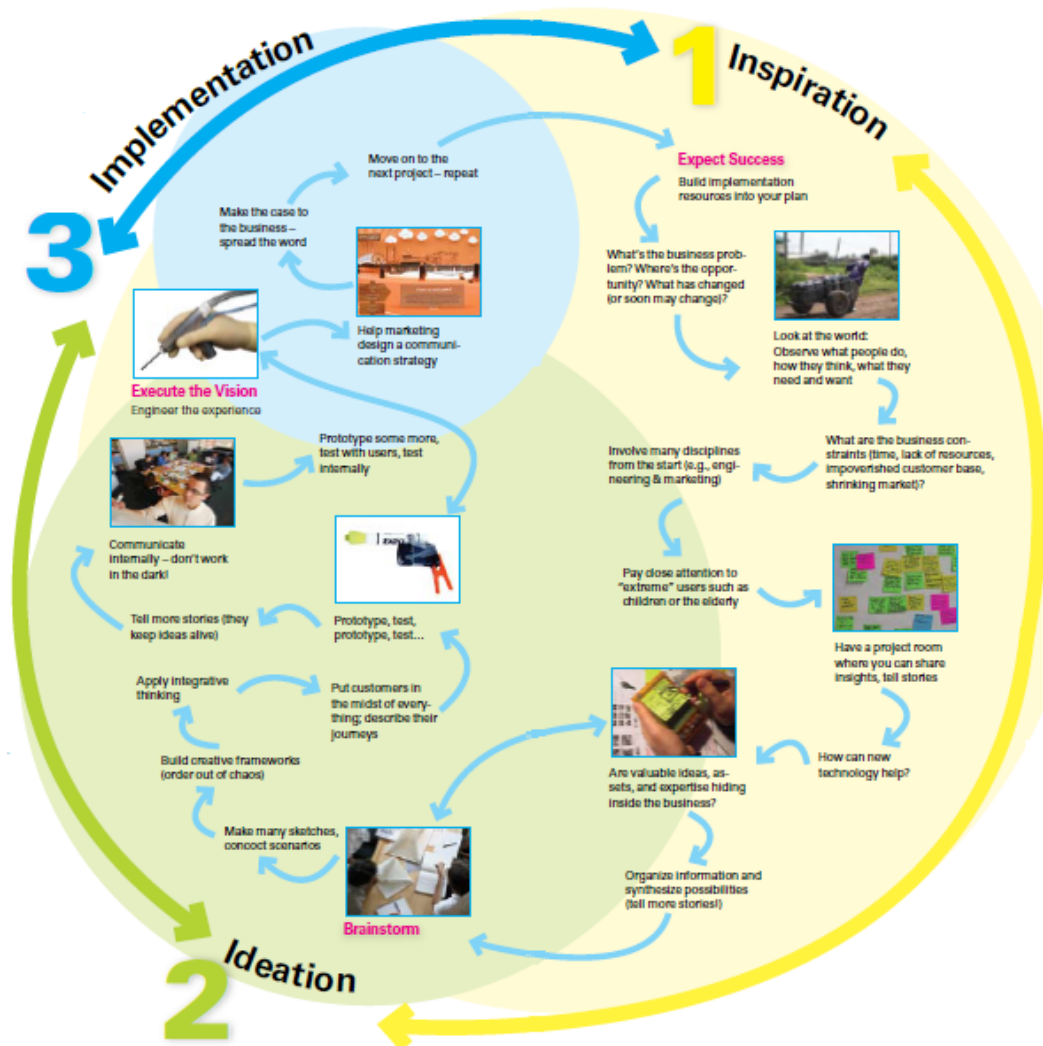 1
Inspiration
Expect Success
Build implementation
resources into your plan
What's the business prob-
lem? Where's the oppor-
tunity? What has changed
(or soon may change)?
Look at the world:
Observe what people do,
how they think, what they
need and want
What are the business con-
straints (time, lack of resources,
impoverished customer base,
shrinking market)?
Involve many disciplines
from the start (e.g., engi-
neering & marketing)
Pay close attention to
"extreme" users such as
children or the elderly
Have a project room
where you can share
insights, tell stories
How can new
technology help?
Are valuable ideas, as-
sets, and expertise hiding
inside the business?
Organize information and
synthesize possibilities
(tell more stories!)
2
Ideation
Brainstorm
Make many sketches,
concoct scenarios
Build creative frameworks
(order out of chaos)
Apply integrative
thinking
Put customers in
the midst of every-
thing; describe their
journeys
Prototype, test,
prototype, test...
Tell more stories (they
keep ideas alive)
Communicate
internally – don't work
in the dark!
Prototype some more,
test with users, test
internally
3
Implementation
Execute the Vision
Engineer the experience
Help marketing
design a communi-
cation strategy
Make the case to
the business –
spread the word
Move on to the
next project – repeat